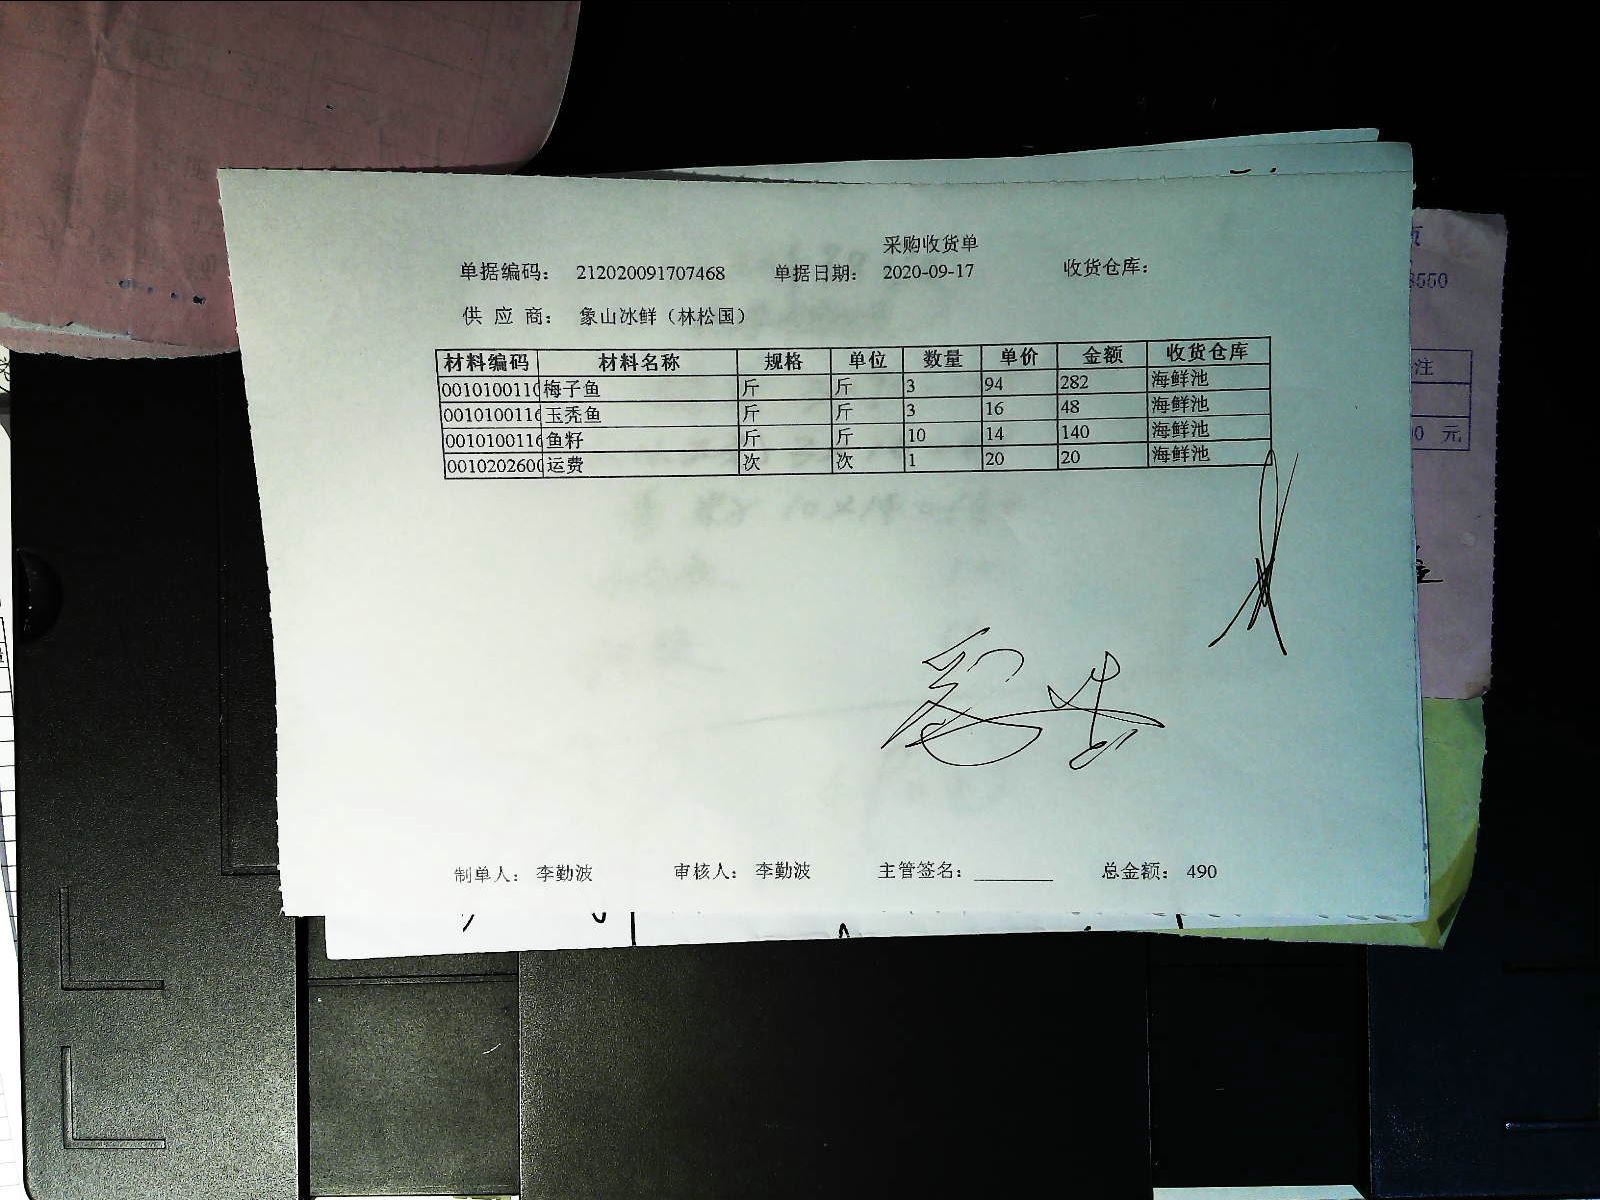 采购收货单
单据编码： 212020091707468 单据日期： 2020-09-17 收货仓库：
供 应 商： 象山冰鲜（林松国）
材料编码 材料名称 规格 单位 数量 单价 金额 收货仓库
001010011 梅子鱼 斤 斤 3 94 282 海鲜池
001010011 玉秃鱼 斤 斤 3 16 48 海鲜池
001010011 鱼籽 斤 斤 10 14 140 海鲜池
001020260 运费 次 次 1 20 20 海鲜池
制单人： 李勤波 审核人： 李勤波 主管签名：________ 总金额： 490
注
元